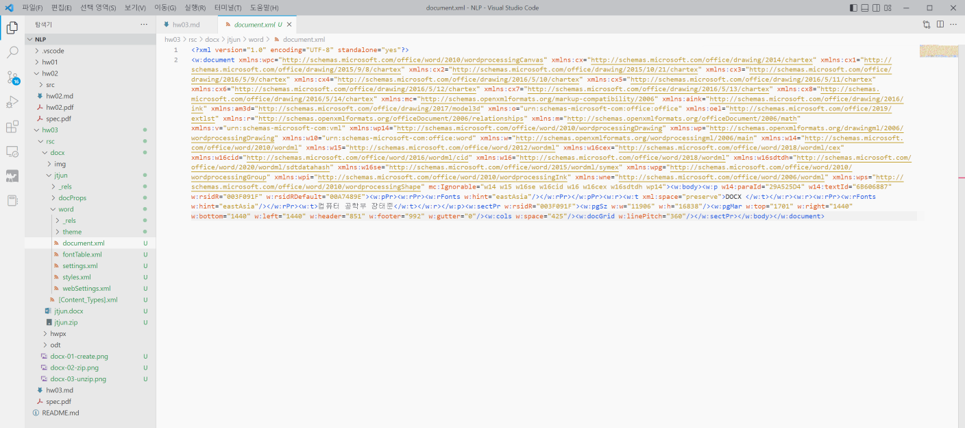 파일(F) 편집(E) 선택 영역(S) 보기(V) 이동(G) 실행(R) 터미널(T) 도움말(H)
document.xml - NLP - Visual Studio Code
탐색기
NLP
.vscode
hw01
hw02
src
hw02.md
hw02.pdf
spec.pdf
hw03
rsc
docx
img
jtjun
_rels
docProps
word
_rels
theme
document.xml U
fontTable.xml U
settings.xml U
styles.xml U
webSettings.xml U
[Content_Types].xml U
jtjun.docx U
jtjun.zip U
hwpx
odt
docx-01-create.png U
docx-02-zip.png U
docx-03-unzip.png U
hw03.md
spec.pdf
README.md
hw03.md
document.xml U
hw03 > rsc > docx > jtjun > word > document.xml
1 <?xml version="1.0" encoding="UTF-8" standalone="yes"?>
2 <w:document xmlns:wpc="http://schemas.microsoft.com/office/word/2010/wordprocessingCanvas" xmlns:cx="http://schemas.microsoft.com/office/drawing/2014/chartex" xmlns:cx1="http://
schemas.microsoft.com/office/drawing/2015/9/8/chartex" xmlns:cx2="http://schemas.microsoft.com/office/drawing/2015/10/21/chartex" xmlns:cx3="http://schemas.microsoft.com/office/
drawing/2016/5/9/chartex" xmlns:cx4="http://schemas.microsoft.com/office/drawing/2016/5/10/chartex" xmlns:cx5="http://schemas.microsoft.com/office/drawing/2016/5/11/chartex"
xmlns:cx6="http://schemas.microsoft.com/office/drawing/2016/5/12/chartex" xmlns:cx7="http://schemas.microsoft.com/office/drawing/2016/5/13/chartex" xmlns:cx8="http://schemas.
microsoft.com/office/drawing/2016/5/14/chartex" xmlns:mc="http://schemas.openxmlformats.org/markup-compatibility/2006" xmlns:aink="http://schemas.microsoft.com/office/drawing/2016/
ink" xmlns:am3d="http://schemas.microsoft.com/office/drawing/2017/model3d" xmlns:o="urn:schemas-microsoft-com:office:office" xmlns:oel="http://schemas.microsoft.com/office/2019/
extlst" xmlns:r="http://schemas.openxmlformats.org/officeDocument/2006/relationships" xmlns:m="http://schemas.openxmlformats.org/officeDocument/2006/math"
xmlns:v="urn:schemas-microsoft-com:vml" xmlns:wp14="http://schemas.microsoft.com/office/word/2010/wordprocessingDrawing" xmlns:wp="http://schemas.openxmlformats.org/drawingml/2006/
wordprocessingDrawing" xmlns:w10="urn:schemas-microsoft-com:office:word" xmlns:w="http://schemas.openxmlformats.org/wordprocessingml/2006/main" xmlns:w14="http://schemas.microsoft.
com/office/word/2010/wordml" xmlns:w15="http://schemas.microsoft.com/office/word/2012/wordml" xmlns:w16cex="http://schemas.microsoft.com/office/word/2018/wordml/cex"
xmlns:w16cid="http://schemas.microsoft.com/office/word/2016/wordml/cid" xmlns:w16="http://schemas.microsoft.com/office/word/2018/wordml" xmlns:w16sdtdh="http://schemas.microsoft.com/
office/word/2020/wordml/sdtdatahash" xmlns:w16se="http://schemas.microsoft.com/office/word/2015/wordml/symex" xmlns:wpg="http://schemas.microsoft.com/office/word/2010/
wordprocessingGroup" xmlns:wpi="http://schemas.microsoft.com/office/word/2010/wordprocessingInk" xmlns:wne="http://schemas.microsoft.com/office/word/2006/wordml" xmlns:wps="http://
schemas.microsoft.com/office/word/2010/wordprocessingShape" mc:Ignorable="w14 w15 w16se w16cid w16 w16cex w16sdtdh wp14"><w:body><w:p w14:paraId="29A525D4" w14:textId="6B606B87"
w:rsidR="003F091F" w:rsidRDefault="00A7489E"><w:pPr><w:rPr><w:rFonts w:hint="eastAsia"/></w:rPr></w:pPr><w:r><w:t xml:space="preserve">DOCX </w:t></w:r><w:r><w:rPr><w:rFonts
w:hint="eastAsia"/></w:rPr><w:t>컴퓨터 공학부 장태준</w:t></w:r></w:p><w:sectPr w:rsidR="003F091F"><w:pgSz w:w="11906" w:h="16838"/><w:pgMar w:top="1701" w:right="1440"
w:bottom="1440" w:left="1440" w:header="851" w:footer="992" w:gutter="0"/><w:cols w:space="425"/><w:docGrid w:linePitch="360"/></w:sectPr></w:body></w:document>